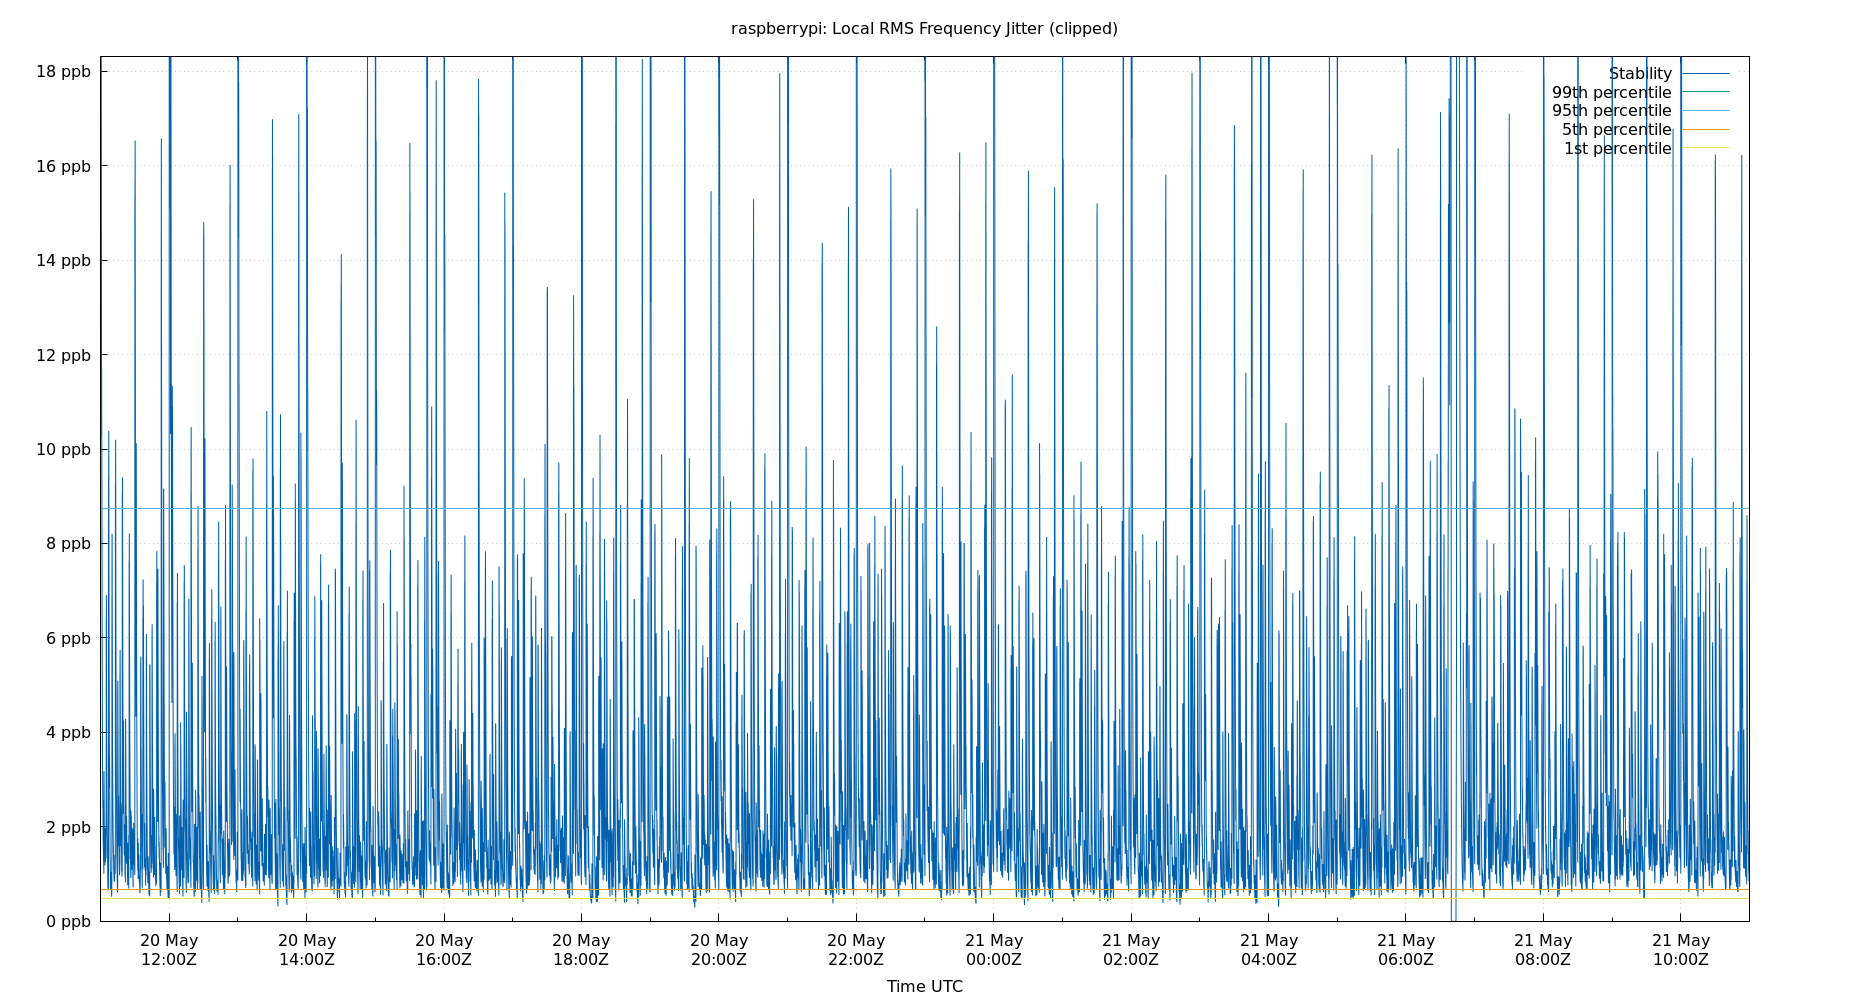 raspberrypi: Local RMS Frequency Jitter (clipped)
18 ppb
16 ppb
14 ppb
12 ppb
10 ppb
8 ppb
6 ppb
4 ppb
2 ppb
0 ppb
Stability
99th percentile
95th percentile
5th percentile
1st percentile
20 May 20 May 20 May 20 May 20 May 20 May 21 May 21 May 21 May 21 May 21 May 21 May
12:00Z 14:00Z 16:00Z 18:00Z 20:00Z 22:00Z 00:00Z 02:00Z 04:00Z 06:00Z 08:00Z 10:00Z
Time UTC